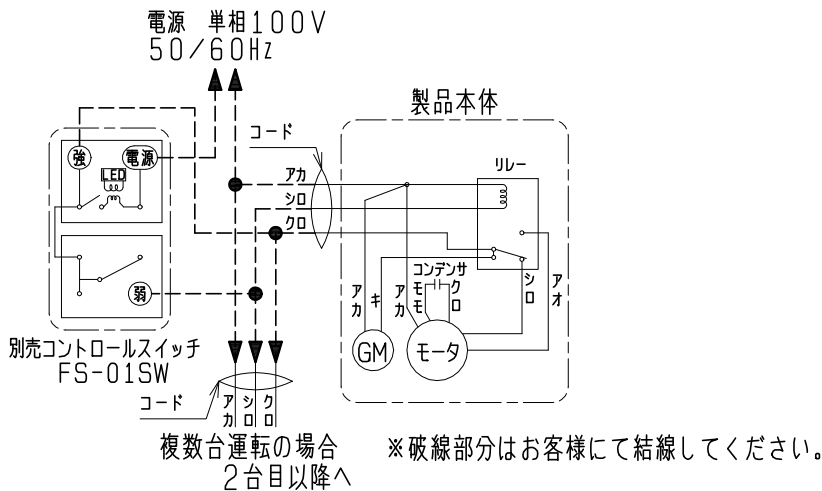 電源 単相100V
50/60Hz
製品本体
コード
強
電源
LED
リレー
アカ
シロ
クロ
弱
コンデンサ
アカ
キ
アカ
モモ
クロ
シロ
アオ
GM
モータ
別売コントロールスイッチ
FS-01SW
コード
アカ
シロ
クロ
複数台運転の場合
2台目以降へ
※破線部分はお客様にて結線してください。